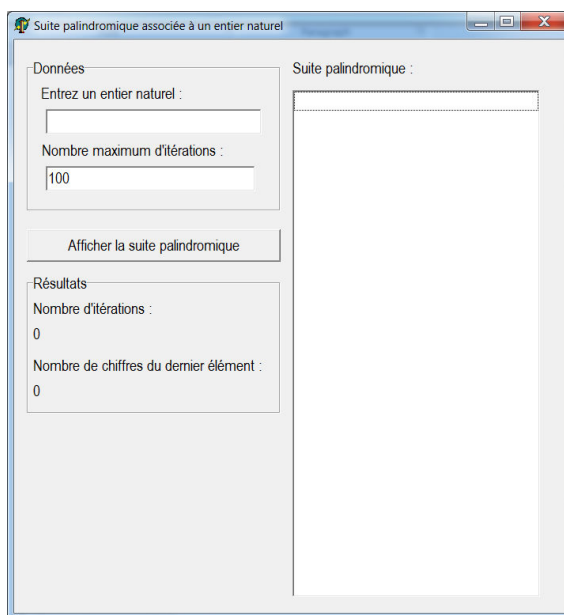 Suite palindromique associée à un entier naturel
Données
Entrez un entier naturel :
Nombre maximum d'itérations :
100
Afficher la suite palindromique
Résultats
Nombre d'itérations :
0
Nombre de chiffres du dernier élément :
0
Suite palindromique :